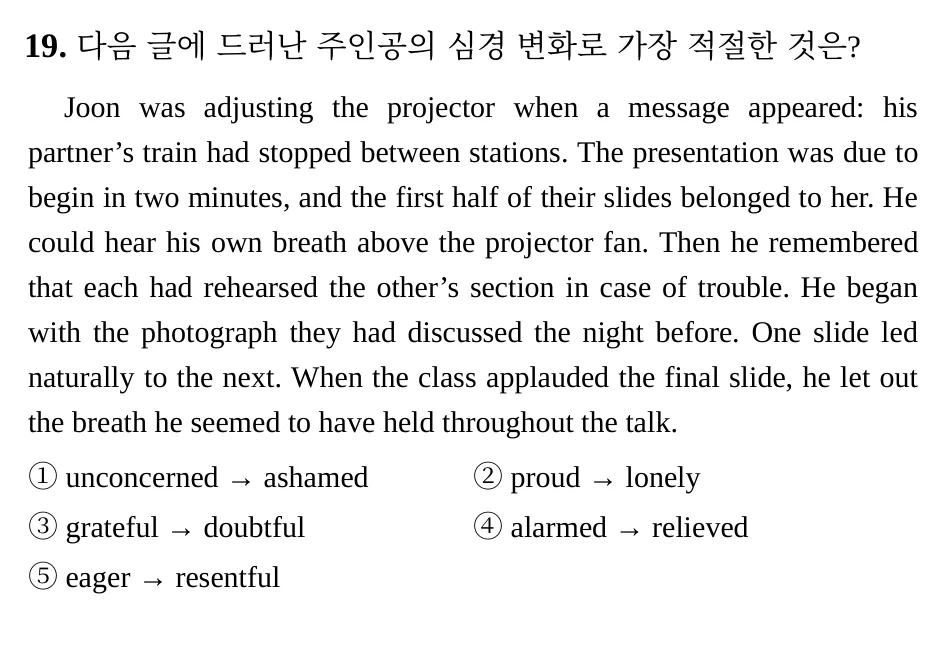 19. 다음 글에 드러난 주인공의 심경 변화로 가장 적절한 것은?
Joon was adjusting the projector when a message appeared: his
partner’s train had stopped between stations. The presentation was due to
begin in two minutes, and the first half of their slides belonged to her. He
could hear his own breath above the projector fan. Then he remembered
that each had rehearsed the other’s section in case of trouble. He began
with the photograph they had discussed the night before. One slide led
naturally to the next. When the class applauded the final slide, he let out
the breath he seemed to have held throughout the talk.
① unconcerned → ashamed ② proud → lonely
③ grateful → doubtful ④ alarmed → relieved
⑤ eager → resentful